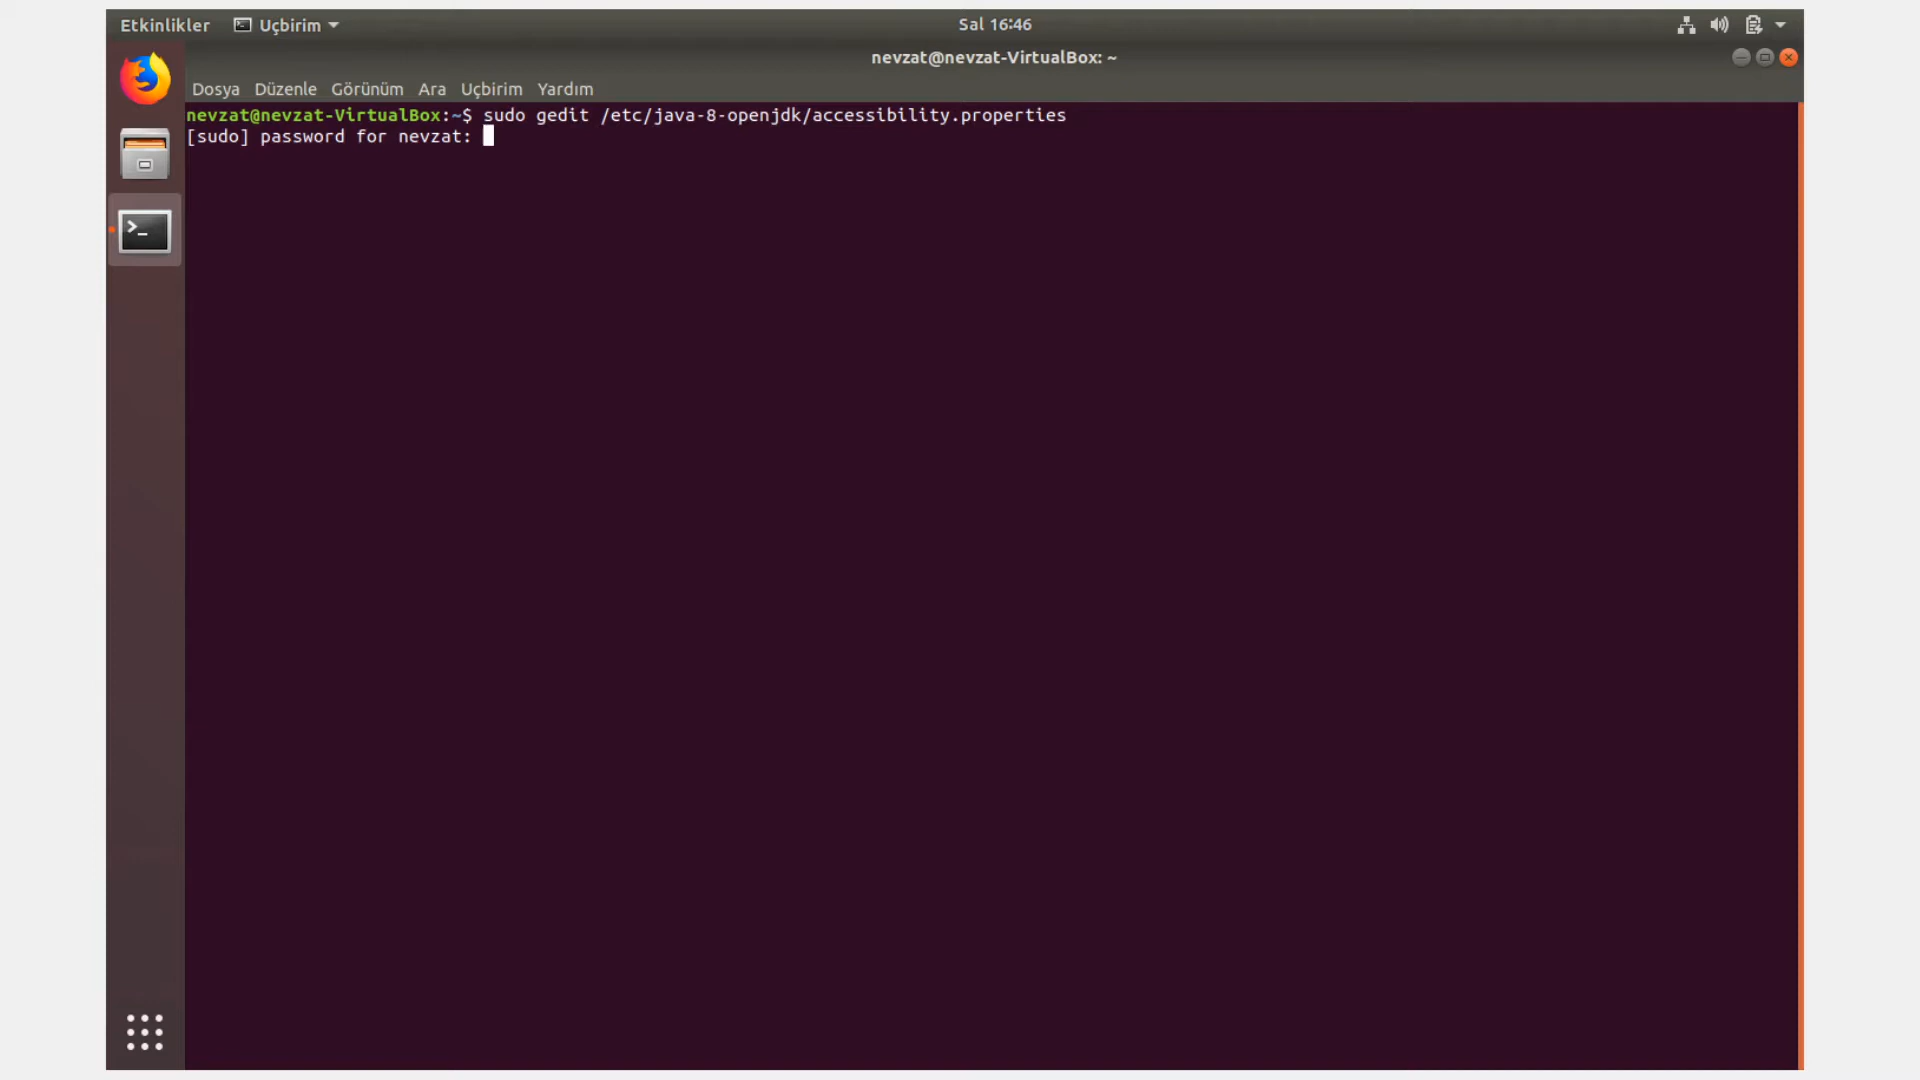 Etkinlikler Uçbirim Sal 16:46
nevzat@nevzat-VirtualBox: ~
Dosya Düzenle Görünüm Ara Uçbirim Yardım
nevzat@nevzat-VirtualBox:~$ sudo gedit /etc/java-8-openjdk/accessibility.properties
[sudo] password for nevzat: